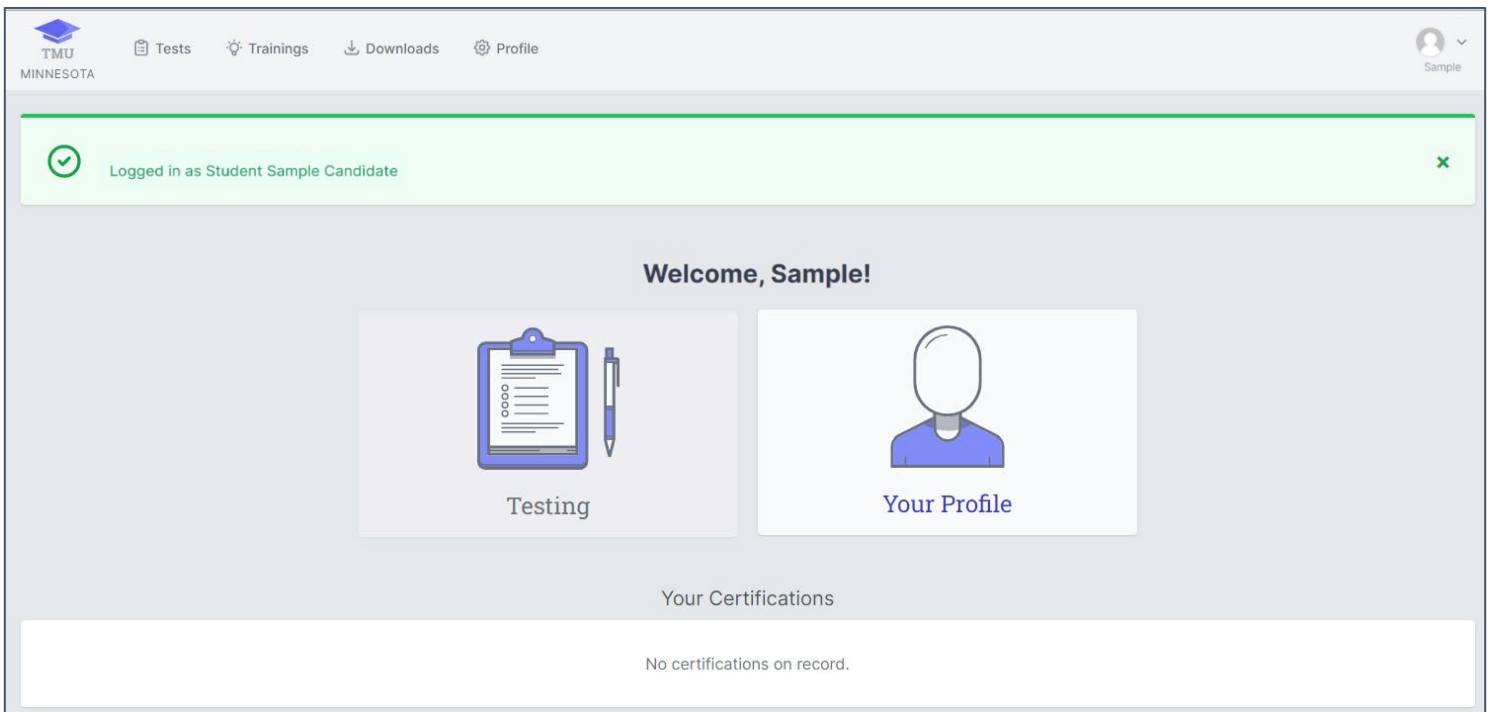 TMU
MINNESOTA
Tests
Trainings
Downloads
Profile
Sample
Logged in as Student Sample Candidate
Welcome, Sample!
Testing
Your Profile
Your Certifications
No certifications on record.